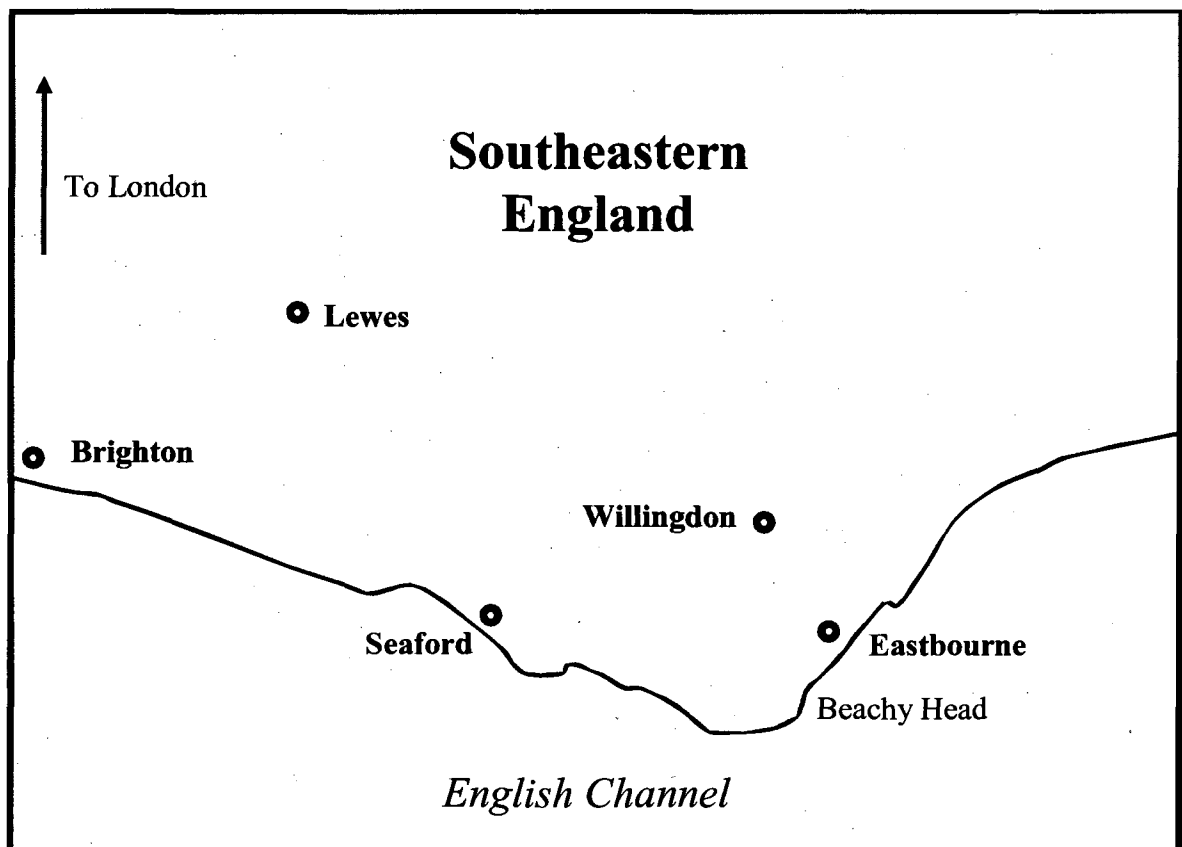 Southeastern
England
To London
Lewes
Brighton
Willingdon
Seaford
Eastbourne
Beachy Head
English Channel